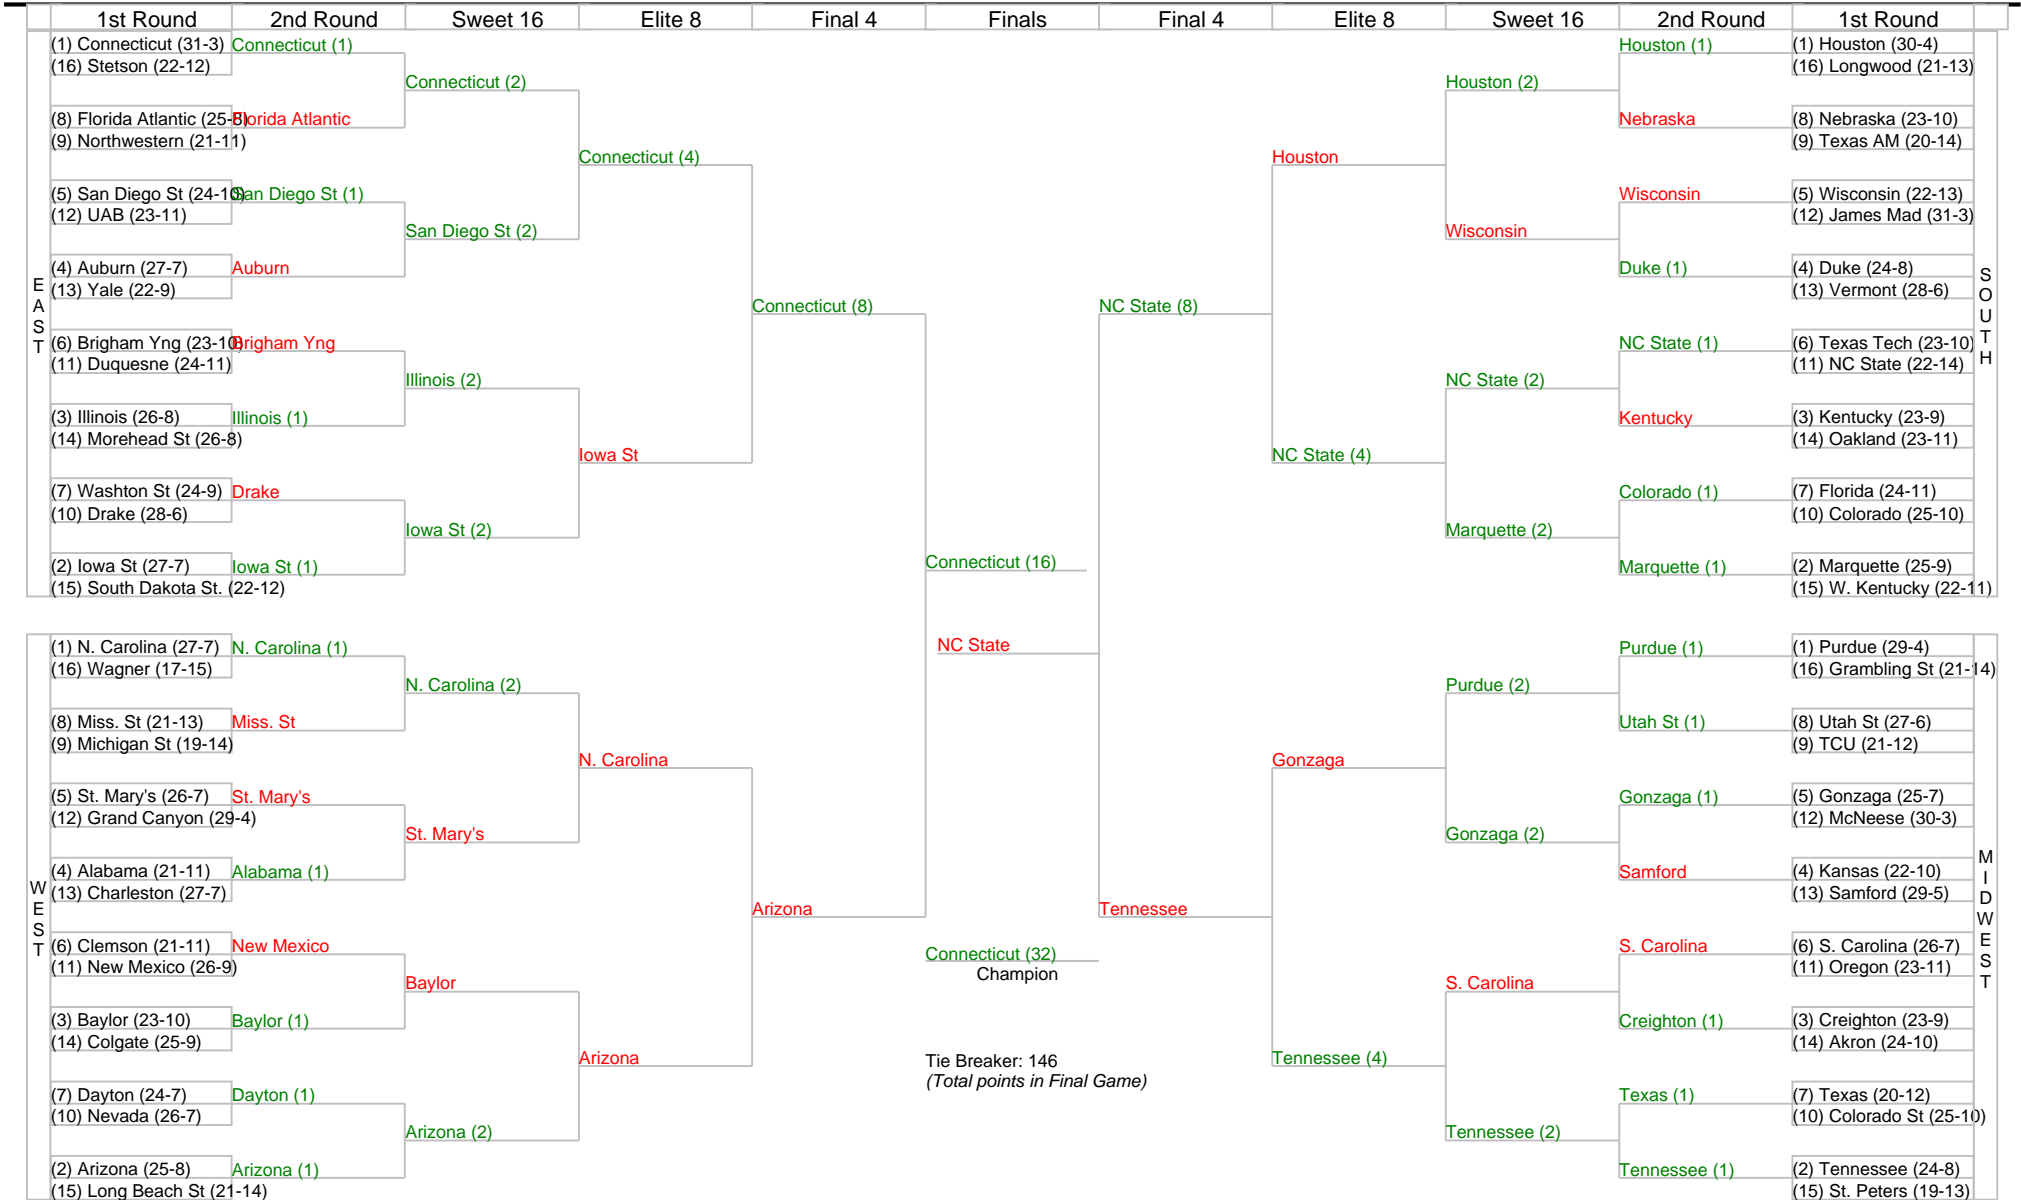 1st Round 2nd Round Sweet 16 Elite 8 Final 4 Finals Final 4 Elite 8 Sweet 16 2nd Round 1st Round
EAST
(1) Connecticut (31-3)
(16) Stetson (22-12)
(8) Florida Atlantic (25-8)
(9) Northwestern (21-11)
(5) San Diego St (24-10)
(12) UAB (23-11)
(4) Auburn (27-7)
(13) Yale (22-9)
(6) Brigham Yng (23-10)
(11) Duquesne (24-11)
(3) Illinois (26-8)
(14) Morehead St (26-8)
(7) Washton St (24-9)
(10) Drake (28-6)
(2) Iowa St (27-7)
(15) South Dakota St. (22-12)
Connecticut (1)
Florida Atlantic
San Diego St (1)
Auburn
Brigham Yng
Illinois (1)
Drake
Iowa St (1)
Connecticut (2)
San Diego St (2)
Illinois (2)
Iowa St (2)
Connecticut (4)
Iowa St
Connecticut (8)
WEST
(1) N. Carolina (27-7)
(16) Wagner (17-15)
(8) Miss. St (21-13)
(9) Michigan St (19-14)
(5) St. Mary's (26-7)
(12) Grand Canyon (29-4)
(4) Alabama (21-11)
(13) Charleston (27-7)
(6) Clemson (21-11)
(11) New Mexico (26-9)
(3) Baylor (23-10)
(14) Colgate (25-9)
(7) Dayton (24-7)
(10) Nevada (26-7)
(2) Arizona (25-8)
(15) Long Beach St (21-14)
N. Carolina (1)
Miss. St
St. Mary's
Alabama (1)
New Mexico
Baylor (1)
Dayton (1)
Arizona (1)
N. Carolina (2)
St. Mary's
Baylor
Arizona (2)
N. Carolina
Arizona
Arizona
Connecticut (16)
NC State
Connecticut (32)
Champion
Tie Breaker: 146
(Total points in Final Game)
NC State (8)
Houston
NC State (4)
Houston (2)
Wisconsin
NC State (2)
Marquette (2)
Houston (1)
Nebraska
Wisconsin
Duke (1)
NC State (1)
Kentucky
Colorado (1)
Marquette (1)
(1) Houston (30-4)
(16) Longwood (21-13)
(8) Nebraska (23-10)
(9) Texas AM (20-14)
(5) Wisconsin (22-13)
(12) James Mad (31-3)
(4) Duke (24-8)
(13) Vermont (28-6)
(6) Texas Tech (23-10)
(11) NC State (22-14)
(3) Kentucky (23-9)
(14) Oakland (23-11)
(7) Florida (24-11)
(10) Colorado (25-10)
(2) Marquette (25-9)
(15) W. Kentucky (22-11)
SOUTH
Tennessee
Gonzaga
Tennessee (4)
Purdue (2)
Gonzaga (2)
S. Carolina
Tennessee (2)
Purdue (1)
Utah St (1)
Gonzaga (1)
Samford
S. Carolina
Creighton (1)
Texas (1)
Tennessee (1)
(1) Purdue (29-4)
(16) Grambling St (21-14)
(8) Utah St (27-6)
(9) TCU (21-12)
(5) Gonzaga (25-7)
(12) McNeese (30-3)
(4) Kansas (22-10)
(13) Samford (29-5)
(6) S. Carolina (26-7)
(11) Oregon (23-11)
(3) Creighton (23-9)
(14) Akron (24-10)
(7) Texas (20-12)
(10) Colorado St (25-10)
(2) Tennessee (24-8)
(15) St. Peters (19-13)
MIDWEST